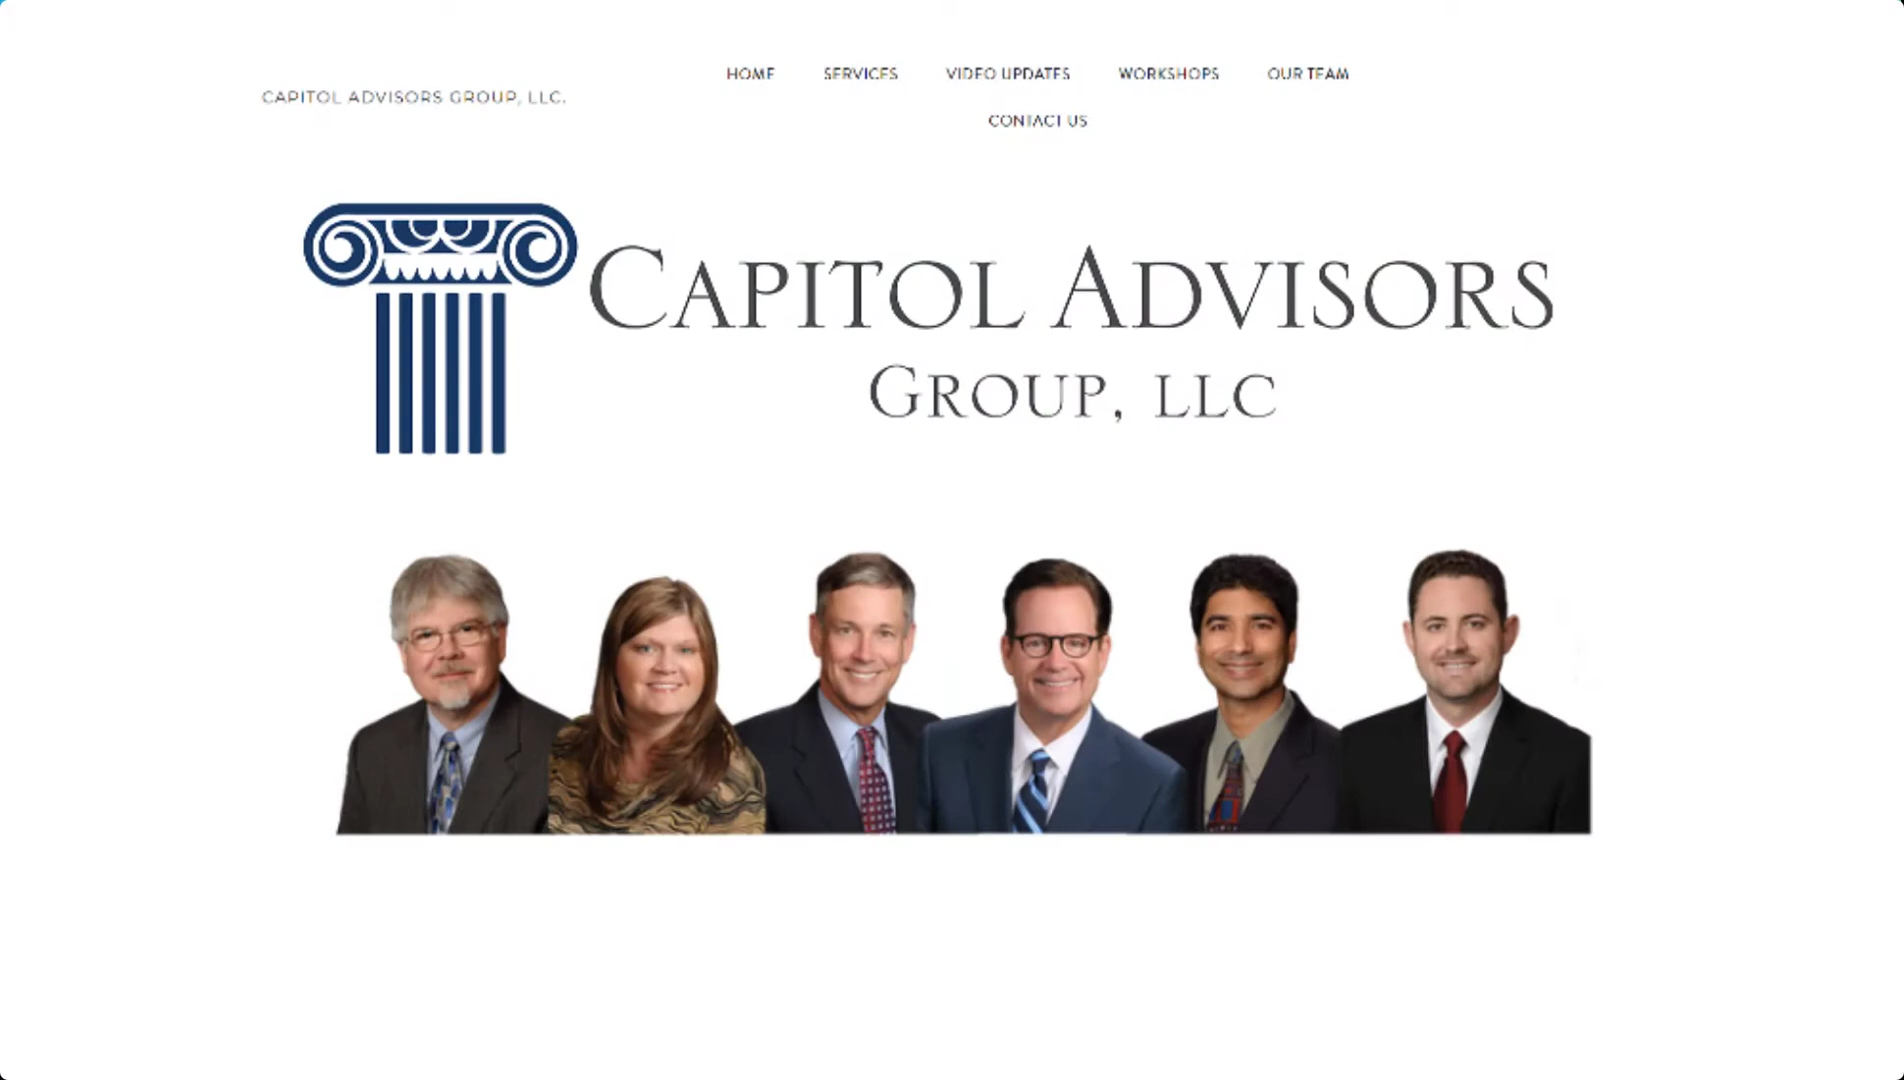 CAPITOL ADVISORS GROUP, LLC.
HOME SERVICES VIDEO UPDATES WORKSHOPS OUR TEAM
CONTACT US
CAPITOL ADVISORS
GROUP, LLC